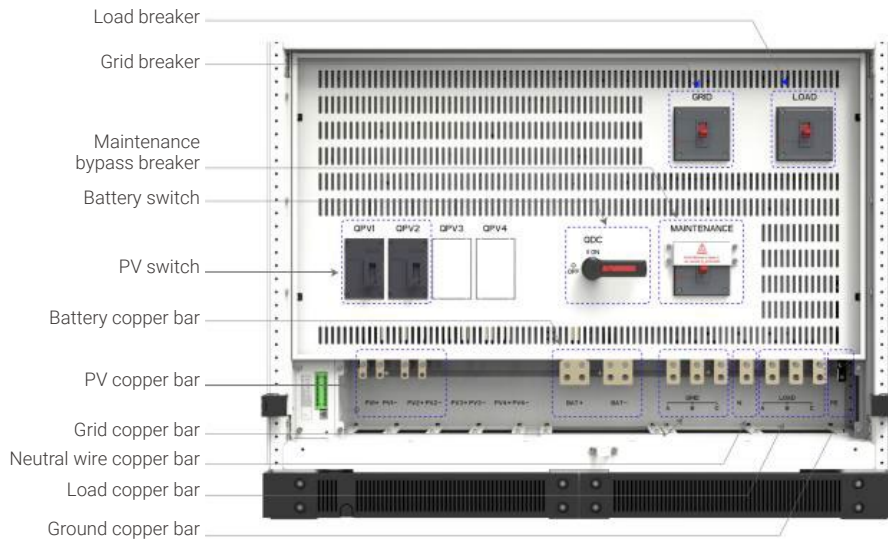 Load breaker
Grid breaker
Maintenance
bypass breaker
Battery switch
PV switch
Battery copper bar
PV copper bar
Grid copper bar
Neutral wire copper bar
Load copper bar
Ground copper bar
GRID LOAD
QPV1 QPV2 QPV3 QPV4
QDC
I ON
O
OFF
MAINTENANCE
PV1+ PV1- PV2+ PV2- PV3+ PV3- PV4+ PV4-
BAT+ BAT-
GRID
A B C
N
LOAD
A B C
PE